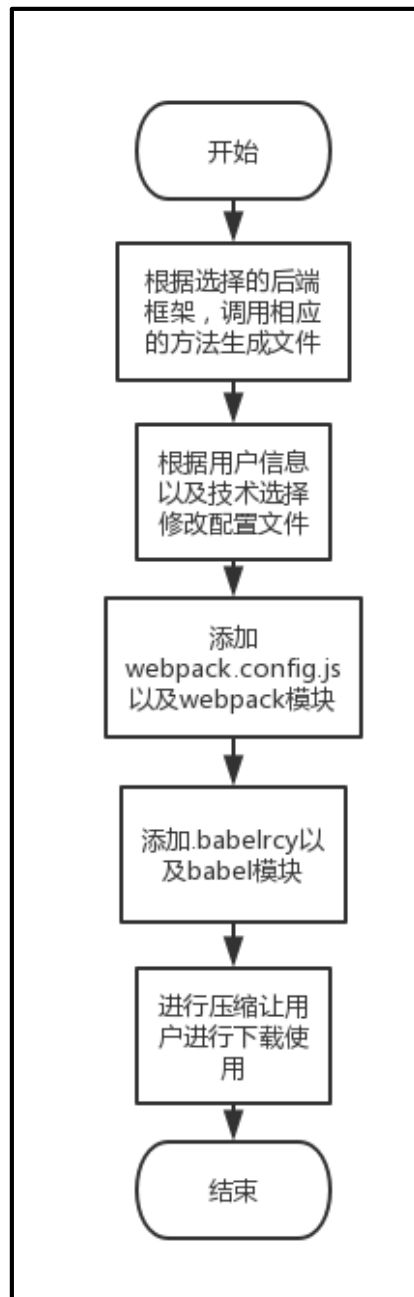 开始
根据选择的后端
框架，调用相应
的方法生成文件
根据用户信息
以及技术选择
修改配置文件
添加
webpack.config.js
以及webpack模块
添加.babelrcy以
及babel模块
进行压缩让用
户进行下载使
用
结束